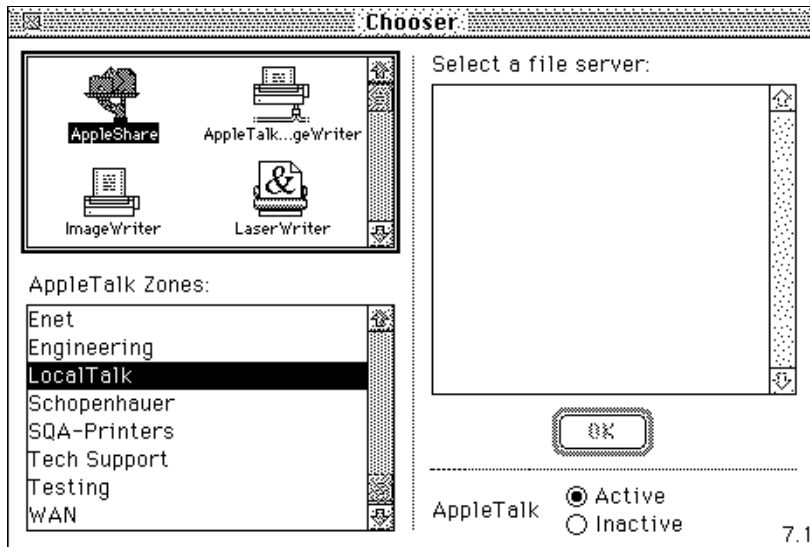 Chooser
AppleShare
AppleTalk...geWriter
ImageWriter
LaserWriter
AppleTalk Zones:
Enet
Engineering
LocalTalk
Schopenhauer
SQA-Printers
Tech Support
Testing
WAN
Select a file server:
OK
AppleTalk
Active
Inactive
7.1